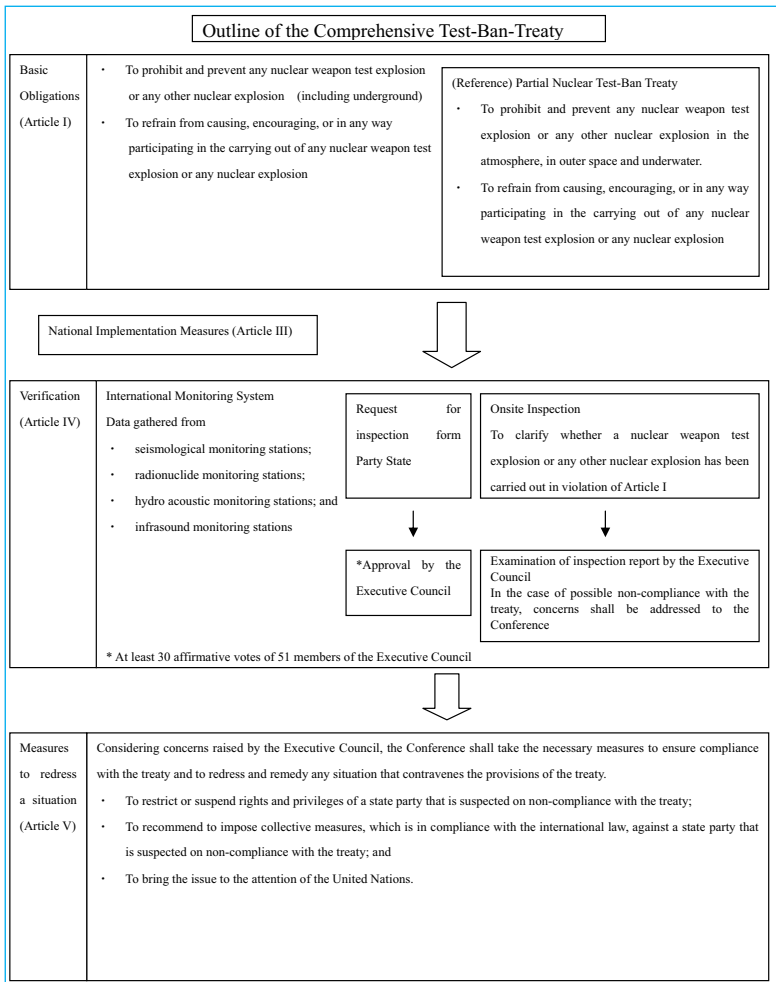 Outline of the Comprehensive Test-Ban-Treaty
Basic
Obligations
(Article I)
・ To prohibit and prevent any nuclear weapon test explosion
or any other nuclear explosion (including underground)
・ To refrain from causing, encouraging, or in any way
participating in the carrying out of any nuclear weapon test
explosion or any nuclear explosion
(Reference) Partial Nuclear Test-Ban Treaty
・ To prohibit and prevent any nuclear weapon test
explosion or any other nuclear explosion in the
atmosphere, in outer space and underwater.
・ To refrain from causing, encouraging, or in any way
participating in the carrying out of any nuclear
weapon test explosion or any nuclear explosion
National Implementation Measures (Article III)
Verification
(Article IV)
International Monitoring System
Data gathered from
・ seismological monitoring stations;
・ radionuclide monitoring stations;
・ hydro acoustic monitoring stations; and
・ infrasound monitoring stations
Request for
inspection form
Party State
*Approval by the
Executive Council
Onsite Inspection
To clarify whether a nuclear weapon test
explosion or any other nuclear explosion has been
carried out in violation of Article I
Examination of inspection report by the Executive
Council
In the case of possible non-compliance with the
treaty, concerns shall be addressed to the
Conference
* At least 30 affirmative votes of 51 members of the Executive Council
Measures
to redress
a situation
(Article V)
Considering concerns raised by the Executive Council, the Conference shall take the necessary measures to ensure compliance
with the treaty and to redress and remedy any situation that contravenes the provisions of the treaty.
・ To restrict or suspend rights and privileges of a state party that is suspected on non-compliance with the treaty;
・ To recommend to impose collective measures, which is in compliance with the international law, against a state party that
is suspected on non-compliance with the treaty; and
・ To bring the issue to the attention of the United Nations.